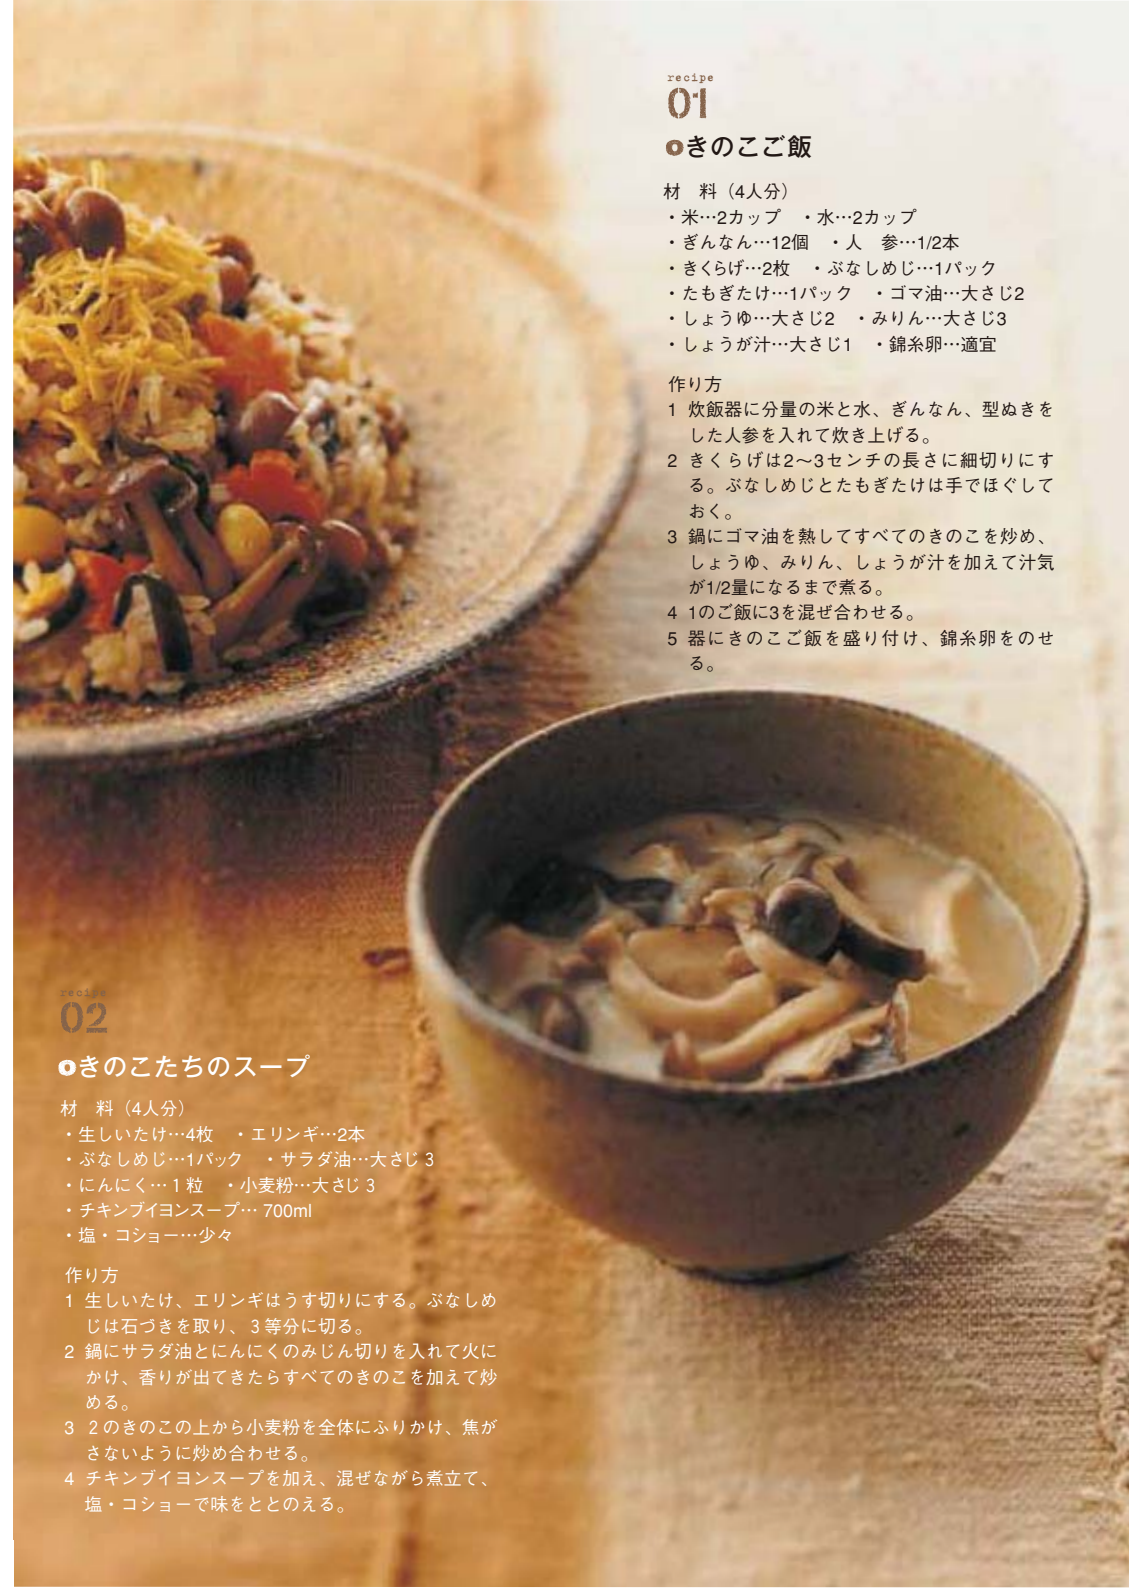 recipe
01
きのこご飯
材　料（4人分）
・米…2カップ　・水…2カップ
・ぎんなん…12個　・人　参…1/2本
・きくらげ…2枚　・ぶなしめじ…1パック
・たもぎたけ…1パック　・ゴマ油…大さじ2
・しょうゆ…大さじ2　・みりん…大さじ3
・しょうが汁…大さじ1　・錦糸卵…適宜
作り方
1 炊飯器に分量の米と水、ぎんなん、型ぬきを
した人参を入れて炊き上げる。
2 きくらげは2〜3センチの長さに細切りにす
る。ぶなしめじとたもぎたけは手でほぐして
おく。
3 鍋にゴマ油を熱してすべてのきのこを炒め、
しょうゆ、みりん、しょうが汁を加えて汁気
が1/2量になるまで煮る。
4 1のご飯に3を混ぜ合わせる。
5 器にきのこご飯を盛り付け、錦糸卵をのせ
る。
recipe
02
きのこたちのスープ
材　料（4人分）
・生しいたけ…4枚　・エリンギ…2本
・ぶなしめじ…1パック　・サラダ油…大さじ３
・にんにく…１粒　・小麦粉…大さじ３
・チキンブイヨンスープ… 700ml
・塩・コショー…少々
作り方
1 生しいたけ、エリンギはうす切りにする。ぶなしめ
じは石づきを取り、３等分に切る。
2 鍋にサラダ油とにんにくのみじん切りを入れて火に
かけ、香りが出てきたらすべてのきのこを加えて炒
める。
3 ２のきのこの上から小麦粉を全体にふりかけ、焦が
さないように炒め合わせる。
4 チキンブイヨンスープを加え、混ぜながら煮立て、
塩・コショーで味をととのえる。